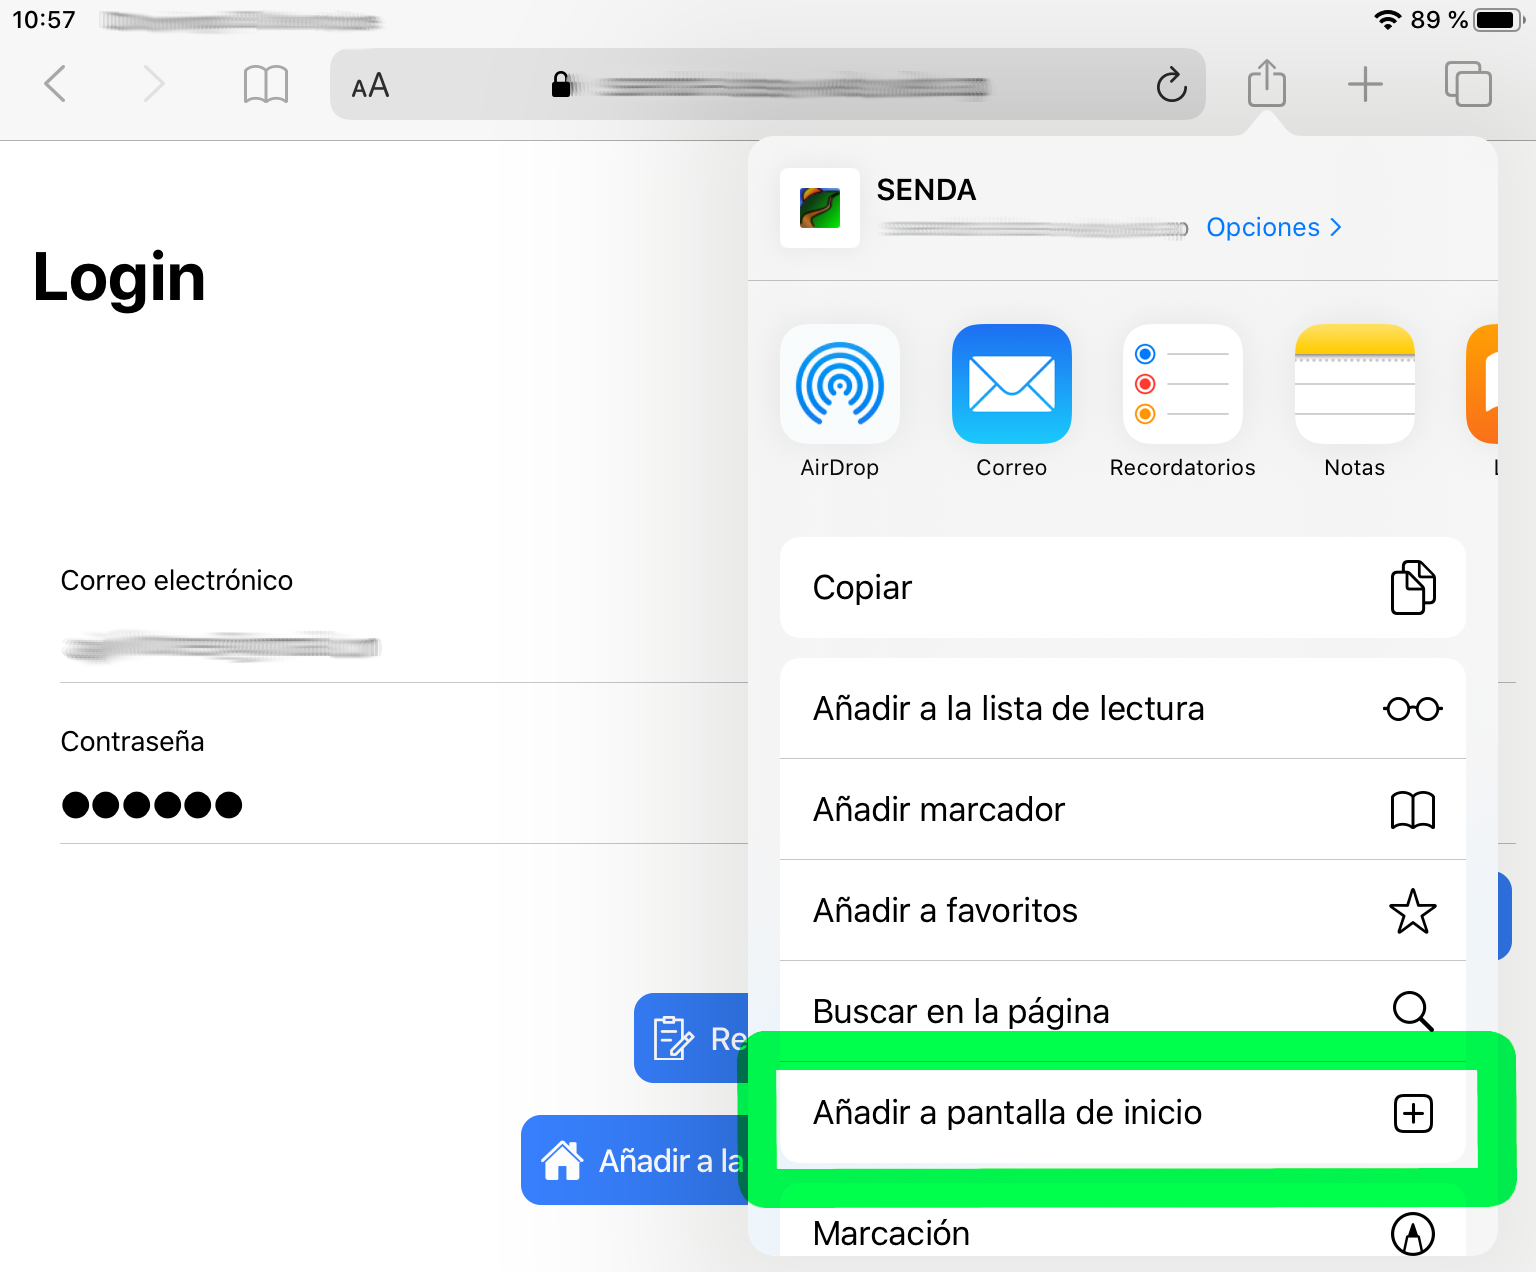 10:57
89 %
AA
SENDA
Opciones
Login
AirDrop
Correo
Recordatorios
Notas
Correo electrónico
Contraseña
Copiar
Añadir a la lista de lectura
Añadir marcador
Añadir a favoritos
Buscar en la página
Re
Añadir a pantalla de inicio
Añadir a la
Marcación